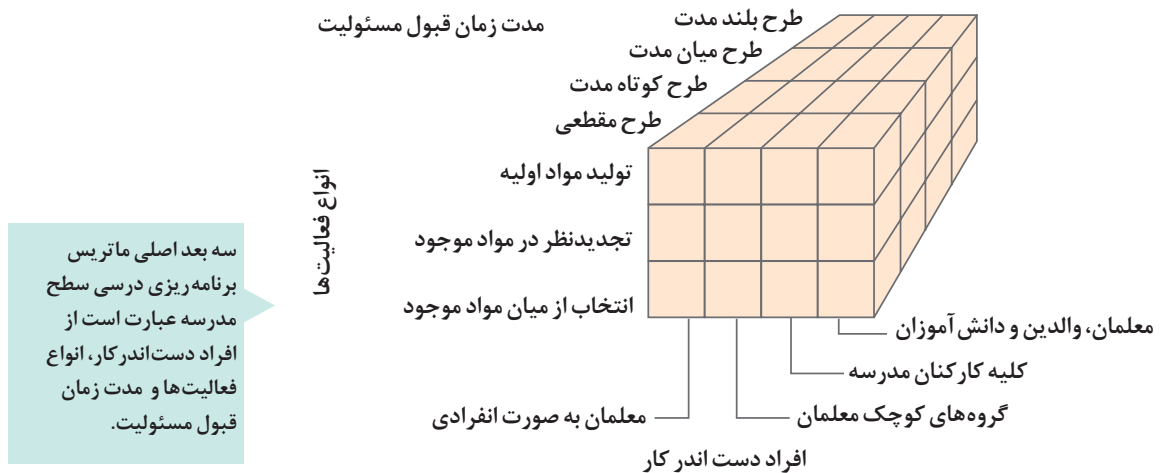 مدت زمان قبول مسئولیت
طرح بلند مدت
طرح میان مدت
طرح کوتاه مدت
طرح مقطعی
انواع فعالیت‌ها
تولید مواد اولیه
تجدیدنظر در مواد موجود
انتخاب از میان مواد موجود
معلمان، والدین و دانش آموزان
کلیه کارکنان مدرسه
گروه‌های کوچک معلمان
معلمان به صورت انفرادی
افراد دست اندر کار
سه بعد اصلی ماتریس
برنامه‌ریزی درسی سطح
مدرسه عبارت است از
افراد دست‌اندرکار، انواع
فعالیت‌ها و مدت زمان
قبول مسئولیت.